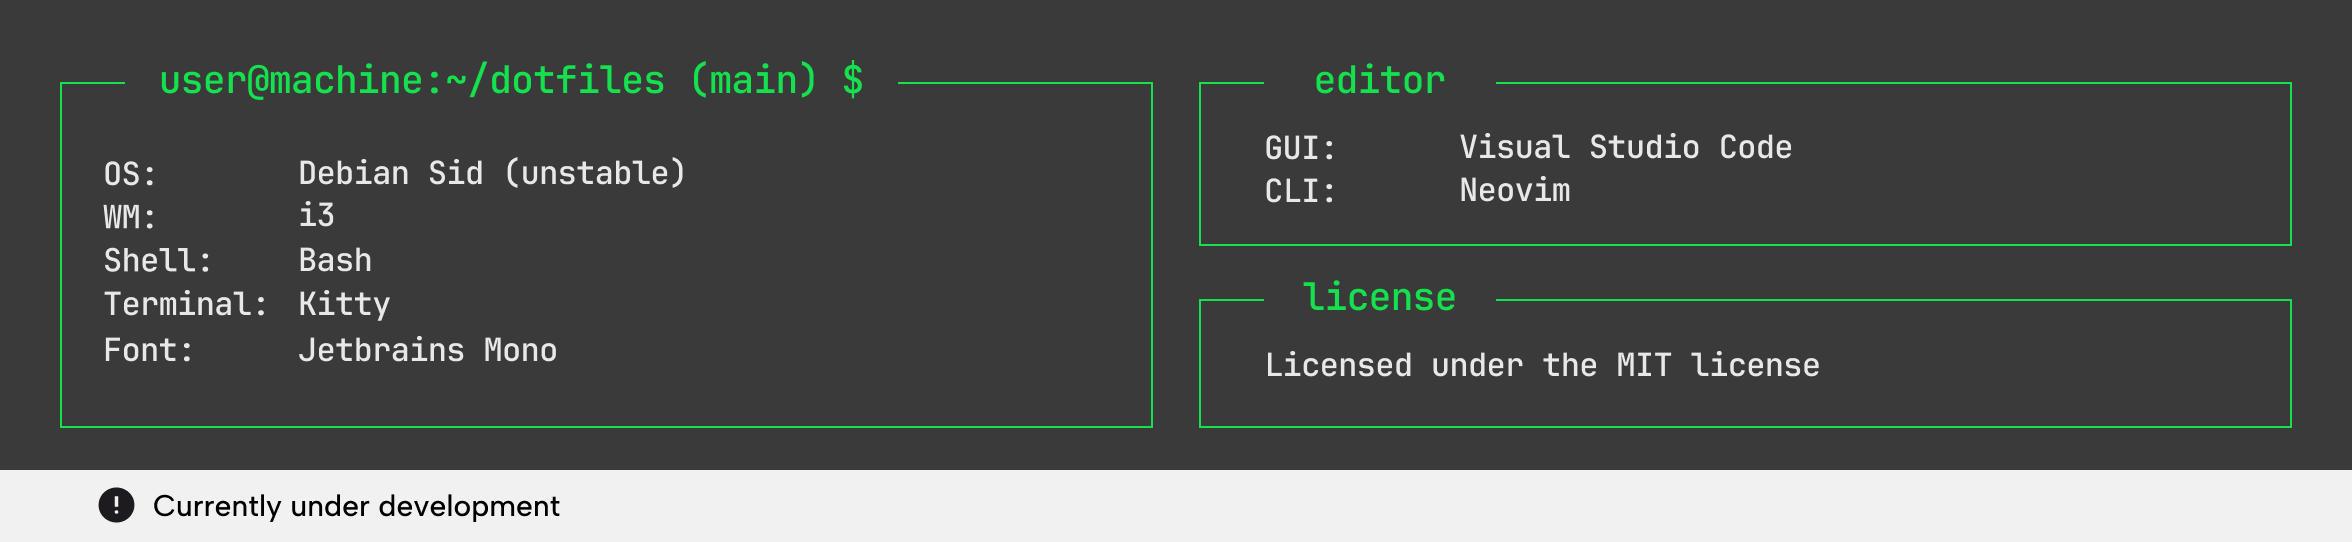 user@machine:~/dotfiles (main) $
OS: Debian Sid (unstable)
WM: i3
Shell: Bash
Terminal: Kitty
Font: Jetbrains Mono
editor
GUI: Visual Studio Code
CLI: Neovim
license
Licensed under the MIT license
Currently under development